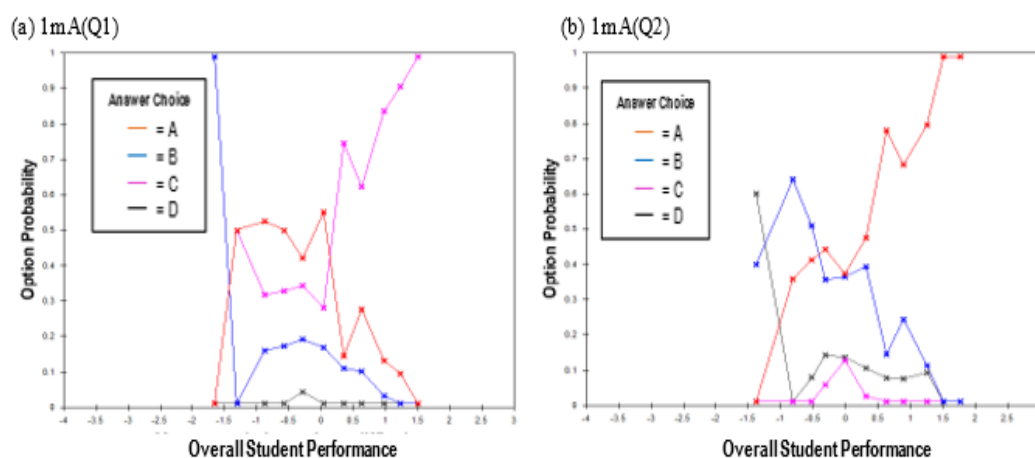 (a) 1mA(Q1)
1
0.9
0.8
0.7
0.6
0.5
0.4
0.3
0.2
0.1
0
Option Probability
Answer Choice
= A
= B
= C
= D
-4 -3.5 -3 -2.5 -2 -1.5 -1 -0.5 0 0.5 1 1.5 2 2.5 3
Overall Student Performance
(b) 1mA(Q2)
1
0.9
0.8
0.7
0.6
0.5
0.4
0.3
0.2
0.1
0
Option Probability
Answer Choice
= A
= B
= C
= D
-4 -3.5 -3 -2.5 -2 -1.5 -1 -0.5 0 0.5 1 1.5 2 2.5
Overall Student Performance